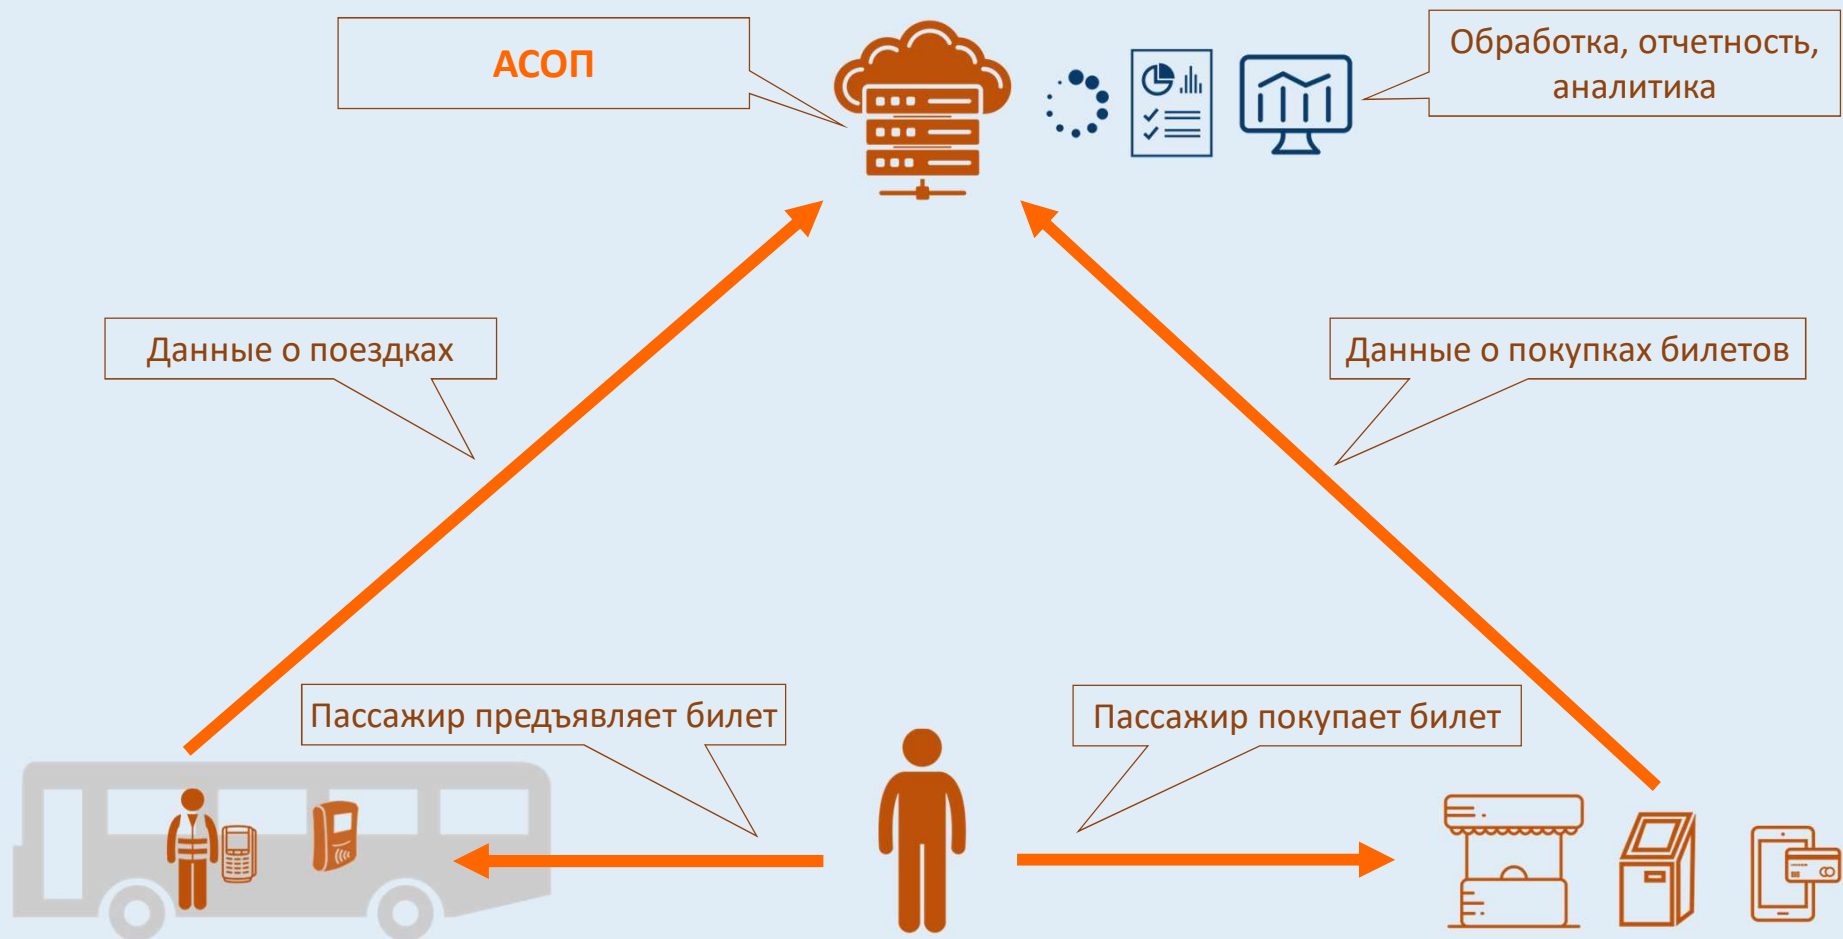 АСОП
Обработка, отчетность,
аналитика
Данные о поездках
Данные о покупках билетов
Пассажир предъявляет билет
Пассажир покупает билет